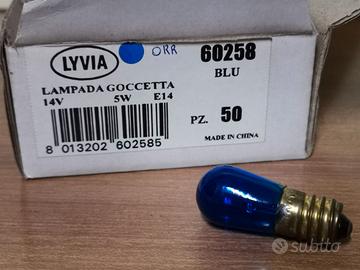 LYVIA
ORR
60258
BLU
LAMPADA GOCCETTA
14V 5W E14
PZ. 50
MADE IN CHINA
8 013202 602585
subito